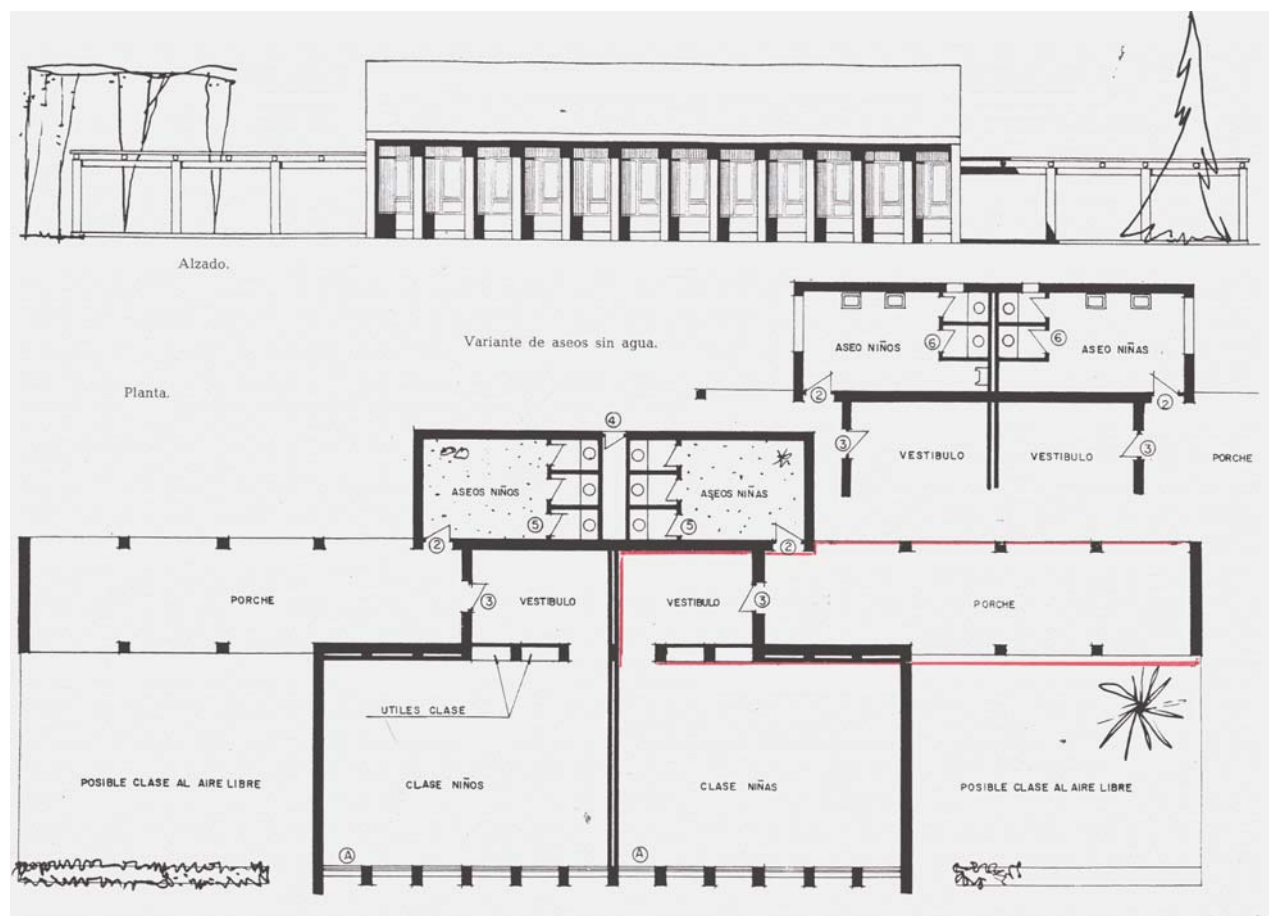 Alzado.
Variante de aseos sin agua.
Planta.
ASEO NIÑOS
6
6
ASEO NIÑAS
2
2
3
VESTIBULO
VESTIBULO
3
PORCHE
4
ASEOS NIÑOS
ASEOS NIÑAS
5
5
2
2
PORCHE
3
VESTIBULO
VESTIBULO
3
PORCHE
UTILES CLASE
POSIBLE CLASE AL AIRE LIBRE
CLASE NIÑOS
CLASE NIÑAS
POSIBLE CLASE AL AIRE LIBRE
A
A